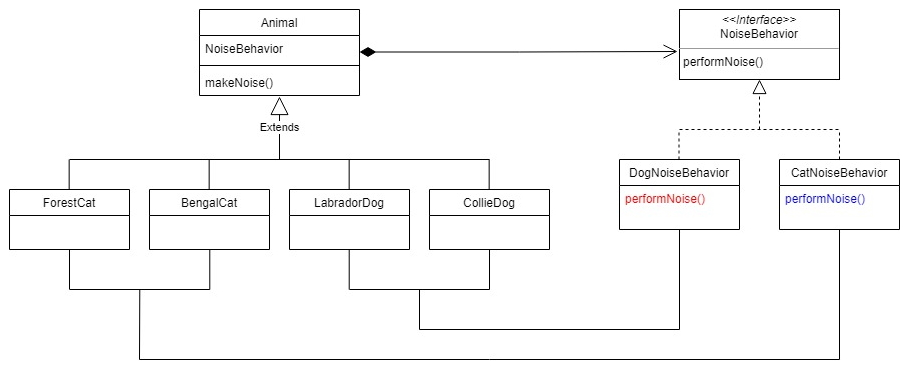 Animal
NoiseBehavior
makeNoise()
<<Interface>>
NoiseBehavior
performNoise()
Extends
ForestCat
BengalCat
LabradorDog
CollieDog
DogNoiseBehavior
performNoise()
CatNoiseBehavior
performNoise()